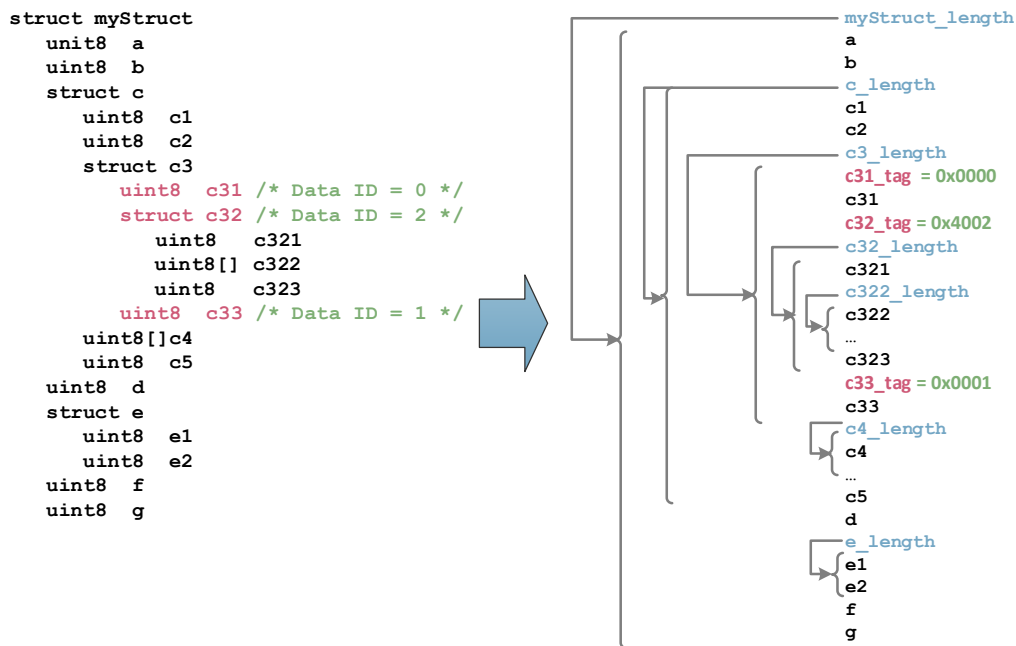 struct myStruct
unit8 a
uint8 b
struct c
uint8 c1
uint8 c2
struct c3
uint8 c31 /* Data ID = 0 */
struct c32 /* Data ID = 2 */
uint8 c321
uint8[] c322
uint8 c323
uint8 c33 /* Data ID = 1 */
uint8[]c4
uint8 c5
uint8 d
struct e
uint8 e1
uint8 e2
uint8 f
uint8 g
myStruct_length
a
b
c_length
c1
c2
c3_length
c31_tag = 0x0000
c31
c32_tag = 0x4002
c32_length
c321
c322_length
c322
…
c323
c33_tag = 0x0001
c33
c4_length
c4
…
c5
d
e_length
e1
e2
f
g